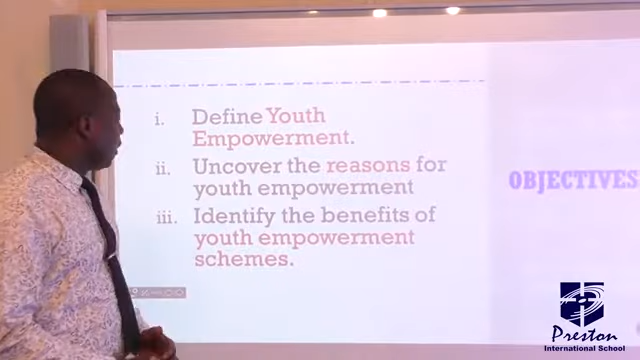 i. Define Youth
Empowerment.
ii. Uncover the reasons for
youth empowerment
iii. Identify the benefits of
youth empowerment
schemes.
OBJECTIVES
Preston
International School